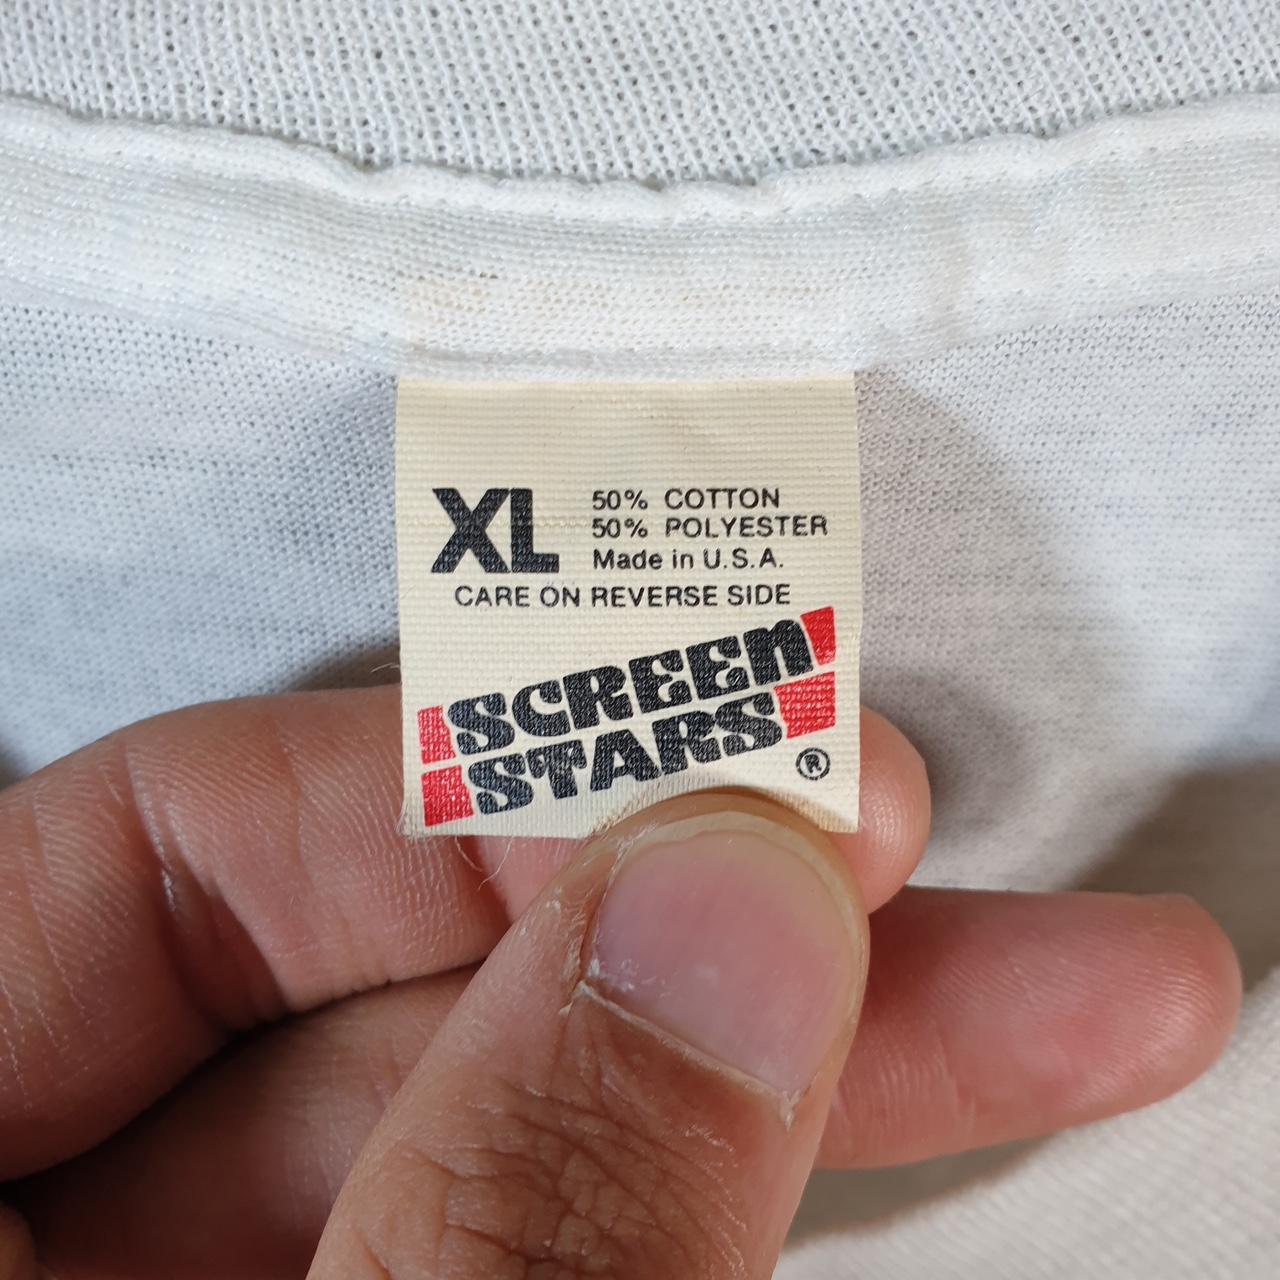 XL
50% COTTON
50% POLYESTER
Made in U.S.A.
CARE ON REVERSE SIDE
SCREEN
STARS
®